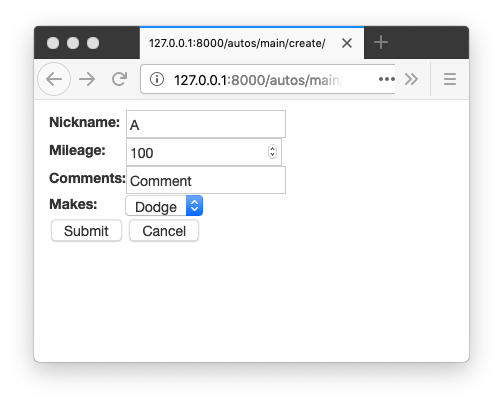 127.0.0.1:8000/autos/main/create/
127.0.0.1:8000/autos/main/
Nickname: A
Mileage: 100
Comments: Comment
Makes: Dodge
Submit Cancel